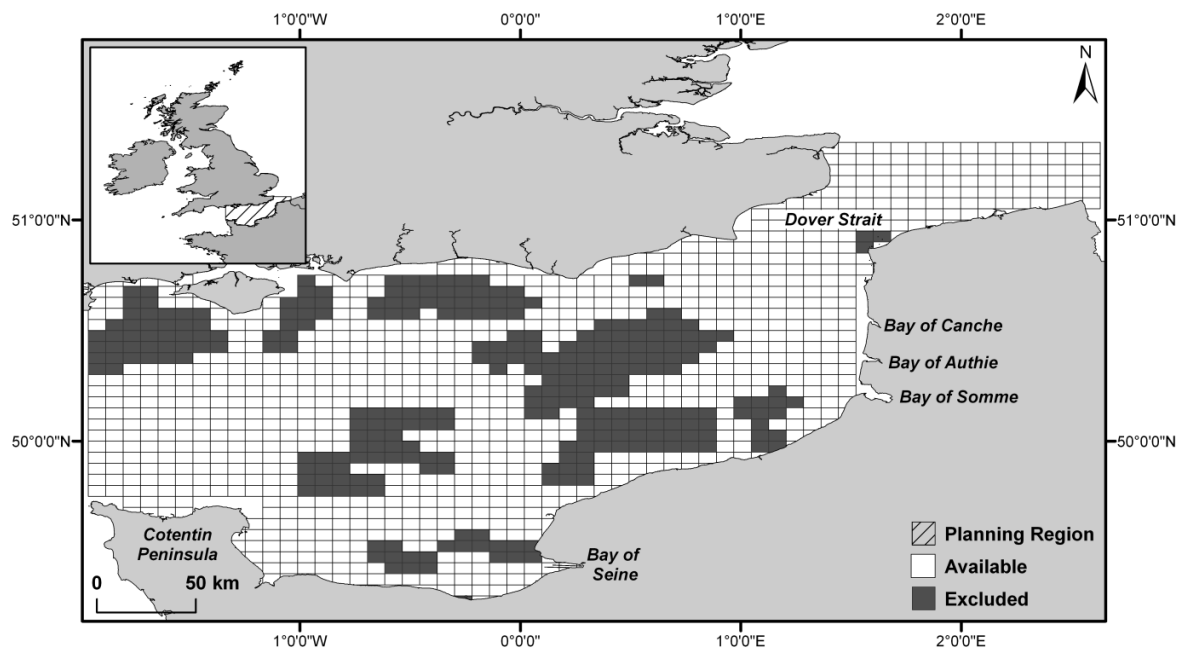 1°0'0"W 0°0'0" 1°0'0"E 2°0'0"E
N
51°0'0"N 51°0'0"N
Dover Strait
Bay of Canche
Bay of Authie
Bay of Somme
50°0'0"N 50°0'0"N
Cotentin
Peninsula
0 50 km
Bay of
Seine
Planning Region
Available
Excluded
1°0'0"W 0°0'0" 1°0'0"E 2°0'0"E